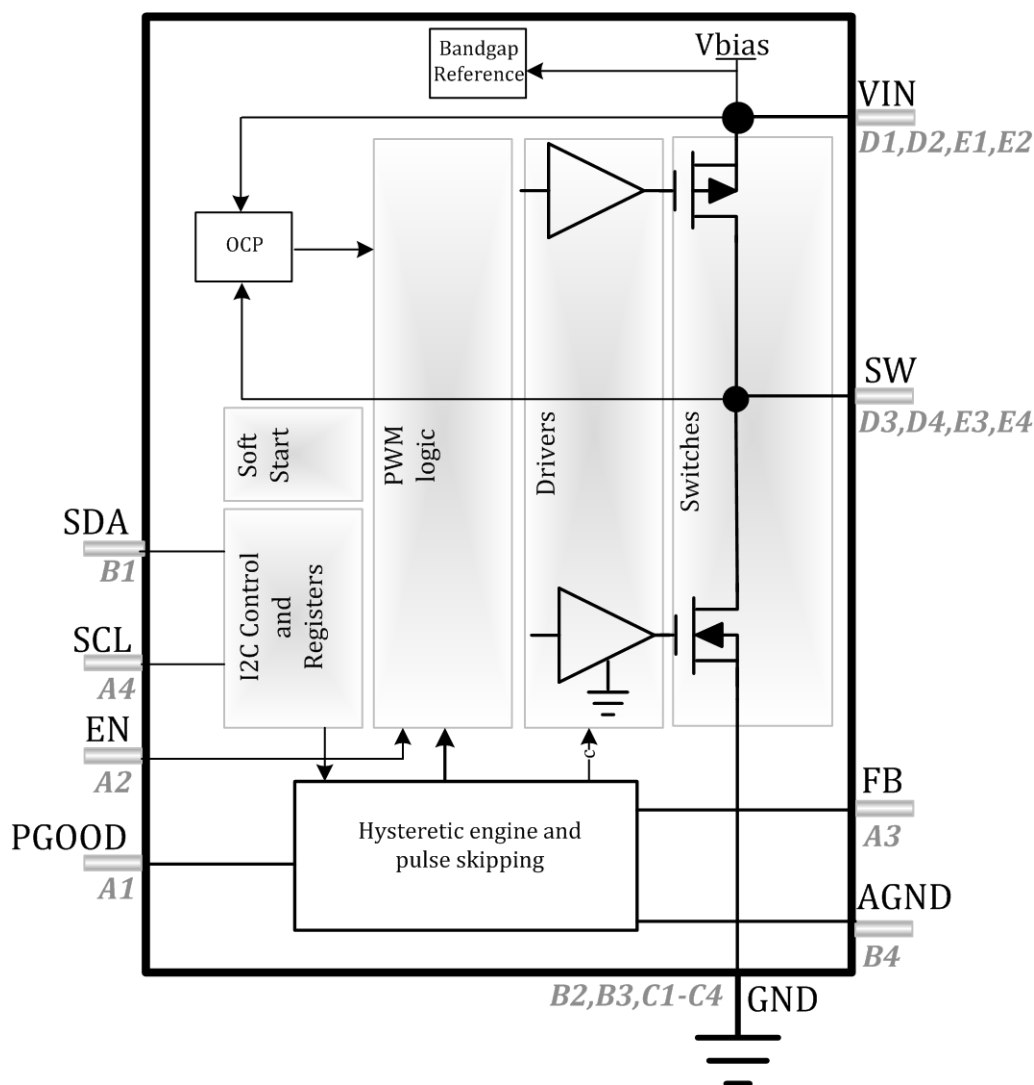 Bandgap
Reference
Vbias
VIN
D1,D2,E1,E2
OCP
SW
D3,D4,E3,E4
Soft
Start
PWM
logic
Drivers
Switches
SDA
B1
I2C Control
and
Registers
SCL
A4
EN
A2
c
FB
A3
PGOOD
A1
Hysteretic engine and
pulse skipping
AGND
B4
B2,B3,C1-C4
GND